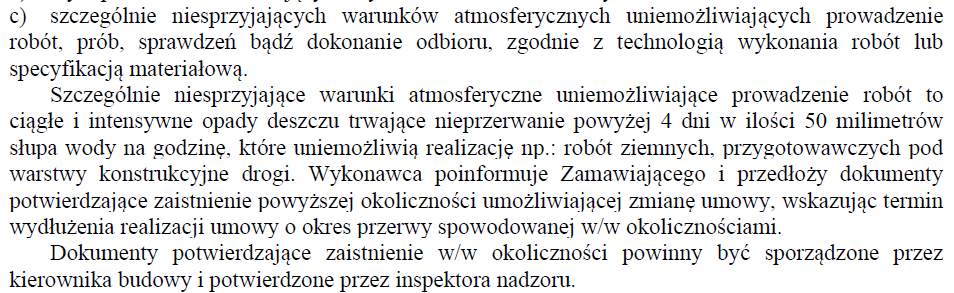 c) szczególnie niesprzyjających warunków atmosferycznych uniemożliwiających prowadzenie
robót, prób, sprawdzeń bądź dokonanie odbioru, zgodnie z technologią wykonania robót lub
specyfikacją materiałową.
Szczególnie niesprzyjające warunki atmosferyczne uniemożliwiające prowadzenie robót to
ciągłe i intensywne opady deszczu trwające nieprzerwanie powyżej 4 dni w ilości 50 milimetrów
słupa wody na godzinę, które uniemożliwią realizację np.: robót ziemnych, przygotowawczych pod
warstwy konstrukcyjne drogi. Wykonawca poinformuje Zamawiającego i przedłoży dokumenty
potwierdzające zaistnienie powyższej okoliczności umożliwiającej zmianę umowy, wskazując termin
wydłużenia realizacji umowy o okres przerwy spowodowanej w/w okolicznościami.
Dokumenty potwierdzające zaistnienie w/w okoliczności powinny być sporządzone przez
kierownika budowy i potwierdzone przez inspektora nadzoru.